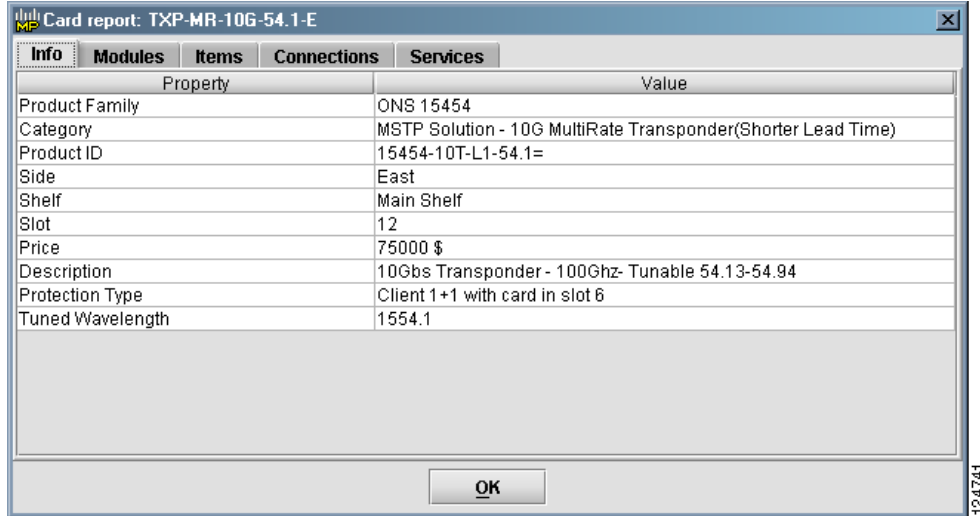 MP Card report: TXP-MR-10G-54.1-E
Info Modules Items Connections Services
Property Value
Product Family ONS 15454
Category MSTP Solution - 10G MultiRate Transponder(Shorter Lead Time)
Product ID 15454-10T-L1-54.1=
Side East
Shelf Main Shelf
Slot 12
Price 75000 $
Description 10Gbs Transponder - 100Ghz- Tunable 54.13-54.94
Protection Type Client 1+1 with card in slot 6
Tuned Wavelength 1554.1
OK